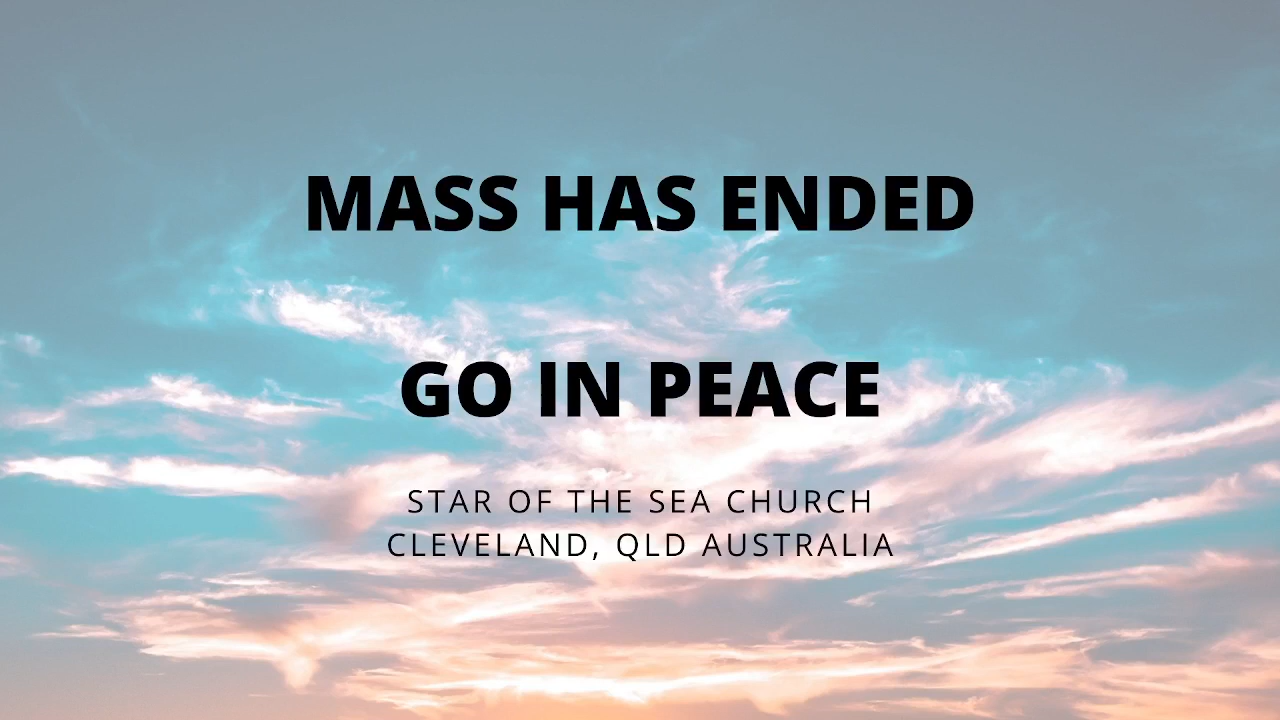 MASS HAS ENDED
GO IN PEACE
STAR OF THE SEA CHURCH
CLEVELAND, QLD AUSTRALIA